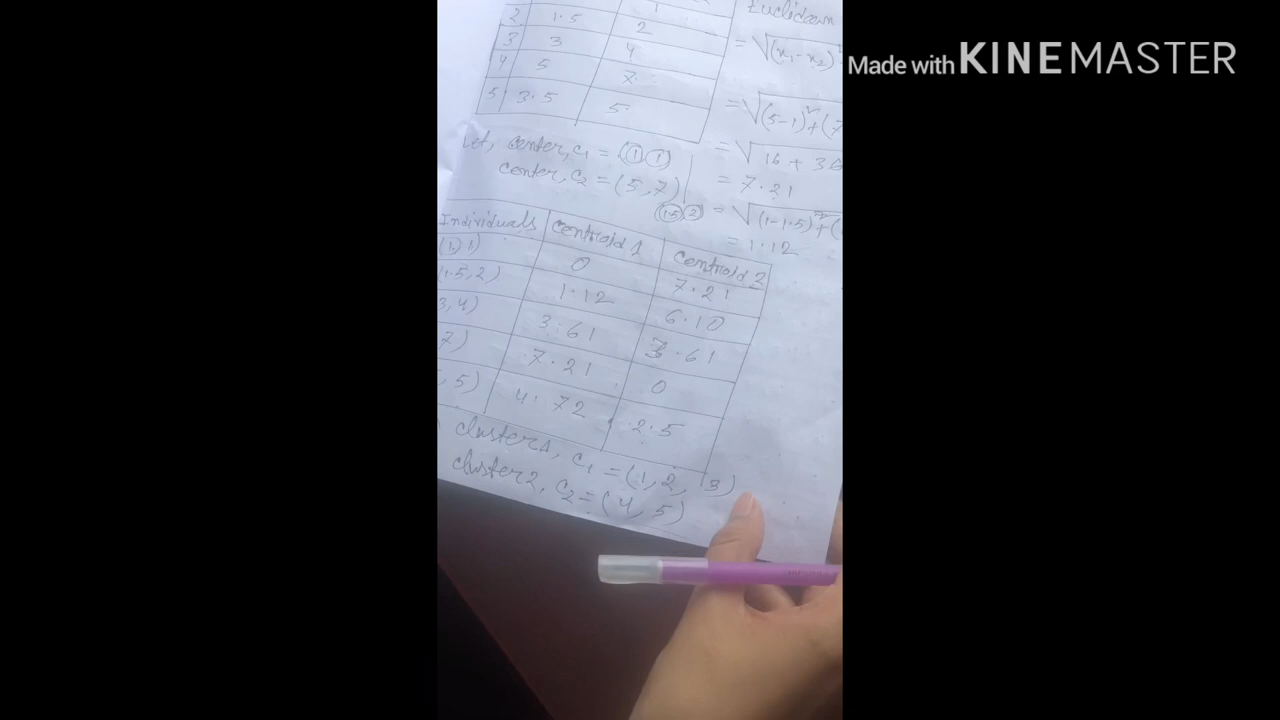 1
2 1.5 2
3 3 4
4 5 7
5 3.5 5
Let, center, c1 = (1, 1)
center, c2 = (5, 7)
Euclidean
= √(x1 - x2)
= √(5-1)² + (7
= √16 + 36
= 7.21
(1.5, 2) = √(1-1.5)² + (
= 1.12
Individuals Centroid 1 Centroid 2
(1, 1) 0 7.21
(1.5, 2) 1.12 6.10
3, 4) 3.61 3.61
7) 7.21 0
, 5) 4.72 2.5
cluster1, c1 = (1, 2, 3)
cluster2, c2 = (4, 5)
Made with KINEMASTER